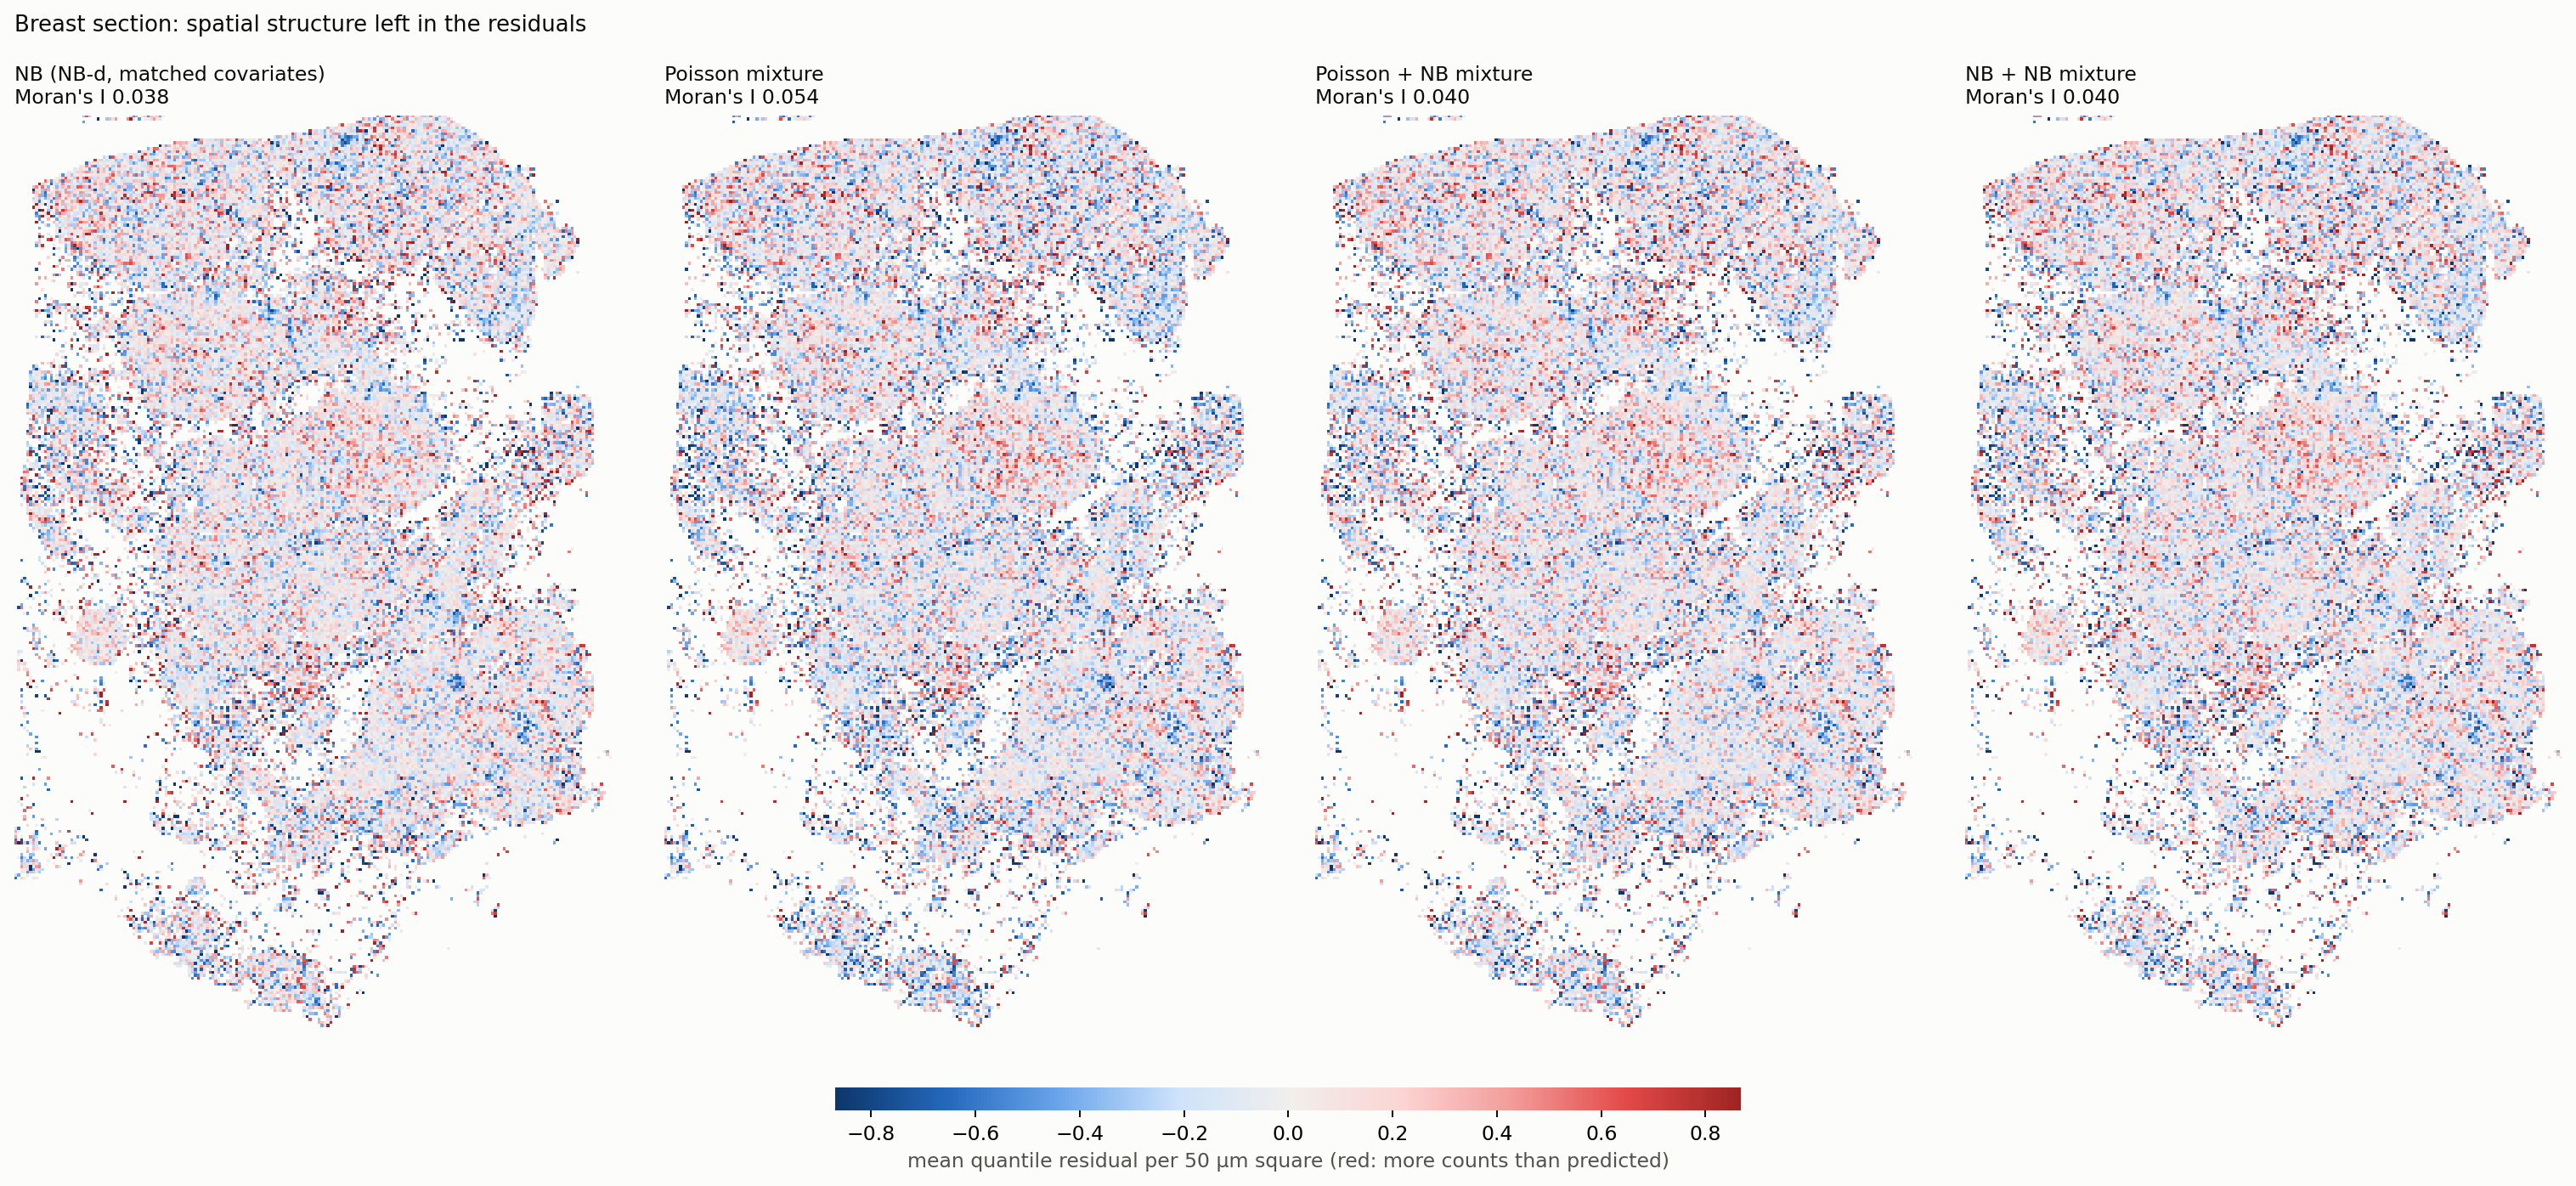 Breast section: spatial structure left in the residuals
NB (NB-d, matched covariates)
Moran's I 0.038
Poisson mixture
Moran's I 0.054
Poisson + NB mixture
Moran's I 0.040
NB + NB mixture
Moran's I 0.040
−0.8 −0.6 −0.4 −0.2 0.0 0.2 0.4 0.6 0.8
mean quantile residual per 50 µm square (red: more counts than predicted)